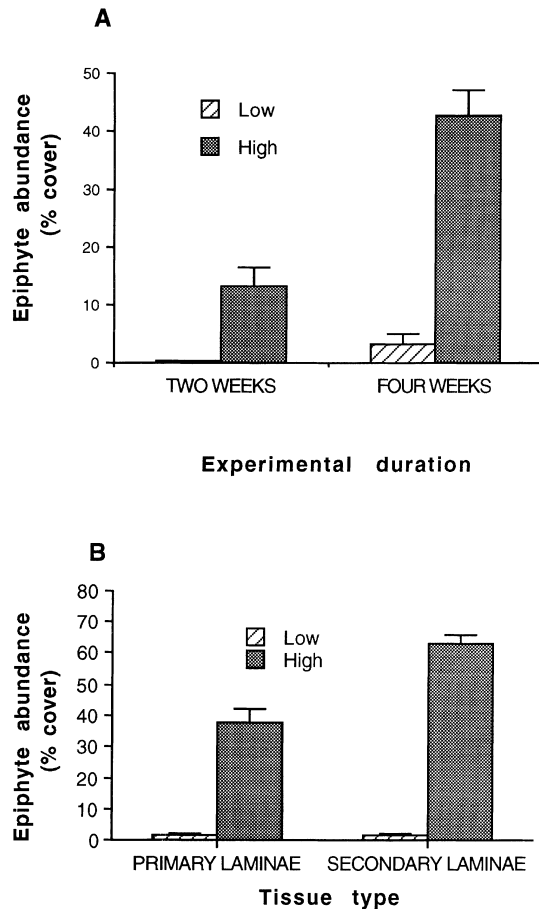 A
50
40
30
20
10
0
Epiphyte abundance
(% cover)
Low
High
TWO WEEKS
FOUR WEEKS
Experimental duration
B
80
70
60
50
40
30
20
10
0
Epiphyte abundance
(% cover)
Low
High
PRIMARY LAMINAE
SECONDARY LAMINAE
Tissue type